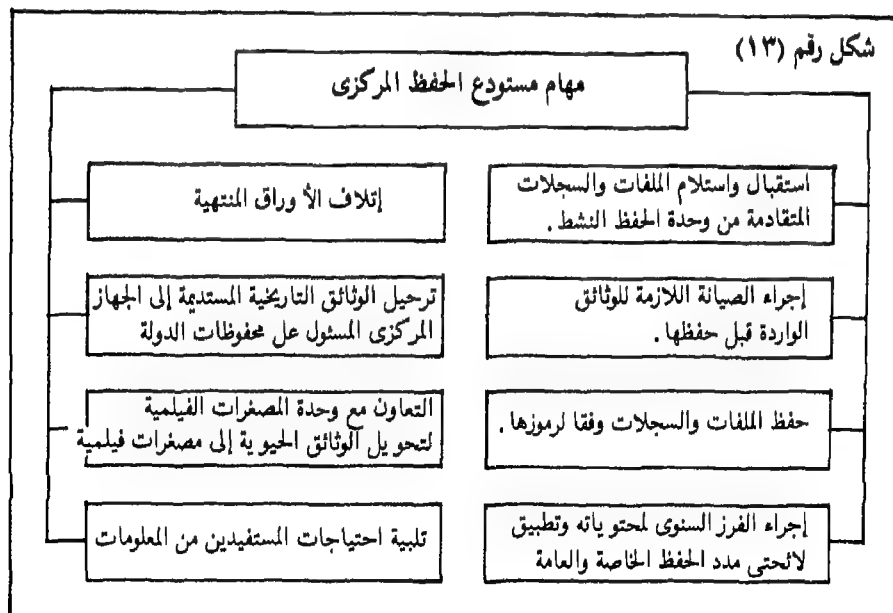 شكل رقم (١٣)
مهام مستودع الحفظ المركزى
استقبال واستلام الملفات والسجلات
المتقادمة من وحدة الحفظ النشط .
إجراء الصيانة اللازمة للوثائق
الواردة قبل حفظها .
حفظ الملفات والسجلات وفقا لرموزها .
إجراء الفرز السنوى لمحتوياته وتطبيق
لائحتى مدد الحفظ الخاصة والعامة
إتلاف الأوراق المنتهية
ترحيل الوثائق التاريخية المستديمة إلى الجهاز
المركزى المسئول عل محفوظات الدولة
التعاون مع وحدة المصغرات الفيلمية
لتحويل الوثائق الحيوية إلى مصغرات فيلمية
تلبية احتياجات المستفيدين من المعلومات